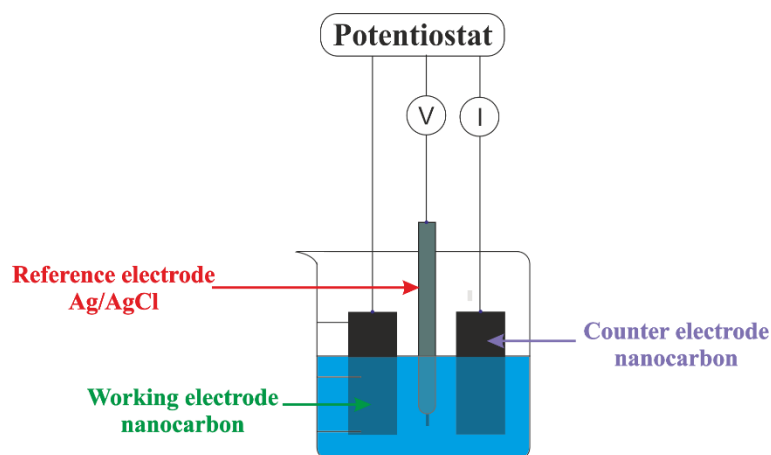 Potentiostat
V
I
Reference electrode
Ag/AgCl
Counter electrode
nanocarbon
Working electrode
nanocarbon